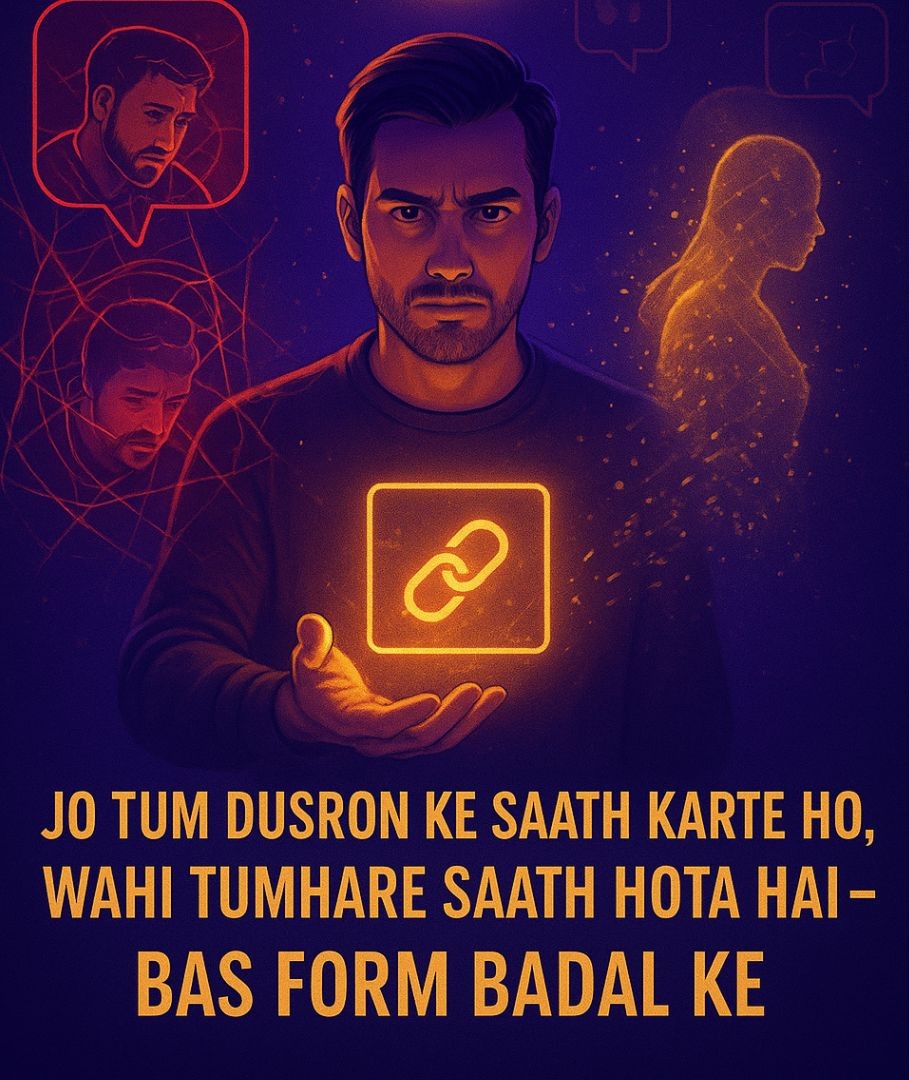 JO TUM DUSRON KE SAATH KARTE HO,
WAHI TUMHARE SAATH HOTA HAI–
BAS FORM BADAL KE